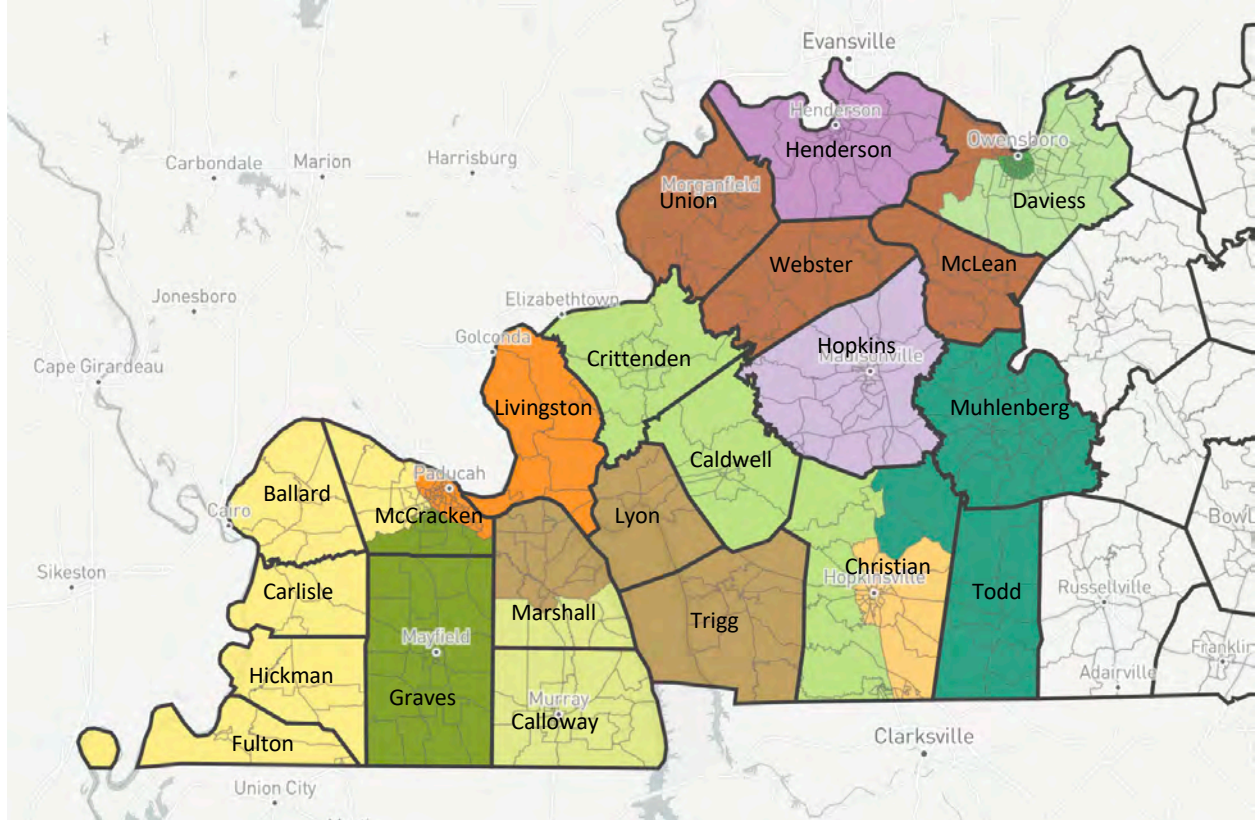 Evansville
Henderson
Henderson
Owensboro
Daviess
Carbondale
Marion
Harrisburg
Morganfield
Union
Webster
McLean
Jonesboro
Elizabethtown
Golconda
Cape Girardeau
Crittenden
Hopkins
Madisonville
Livingston
Muhlenberg
Paducah
Caldwell
Ballard
Cairo
McCracken
Lyon
Sikeston
Christian
Carlisle
Hopkinsville
Todd
Russellville
Marshall
Trigg
Mayfield
Hickman
Graves
Murray
Calloway
Adairville
Fulton
Clarksville
Union City